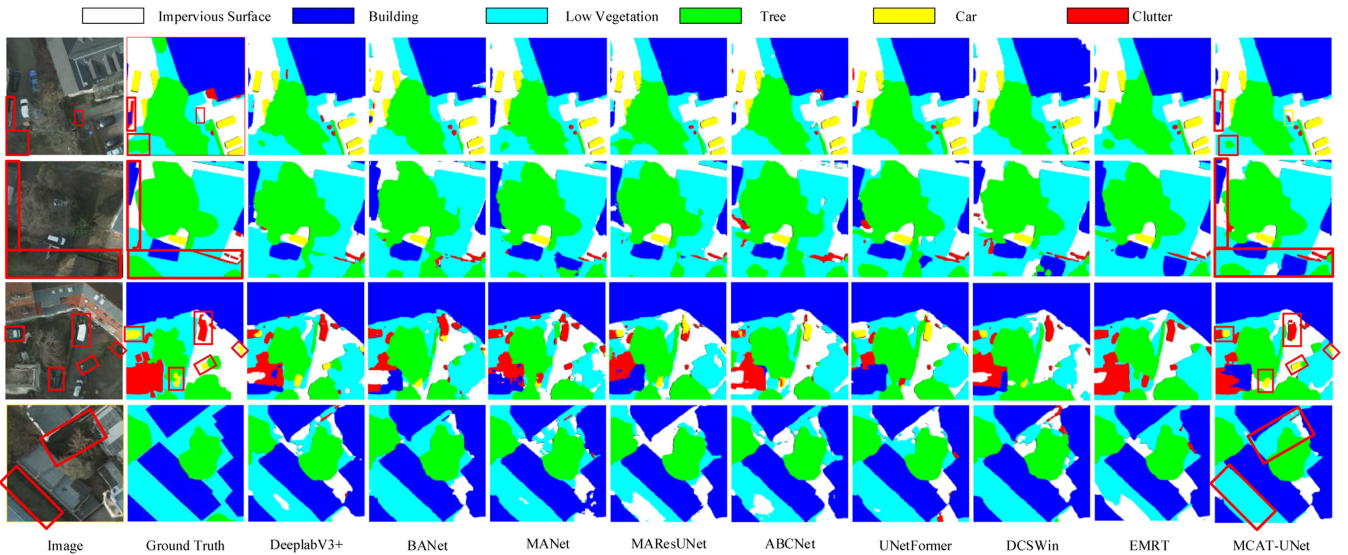 Impervious Surface Building Low Vegetation Tree Car Clutter
Image Ground Truth DeeplabV3+ BANet MANet MAResUNet ABCNet UNetFormer DCSWin EMRT MCAT-UNet